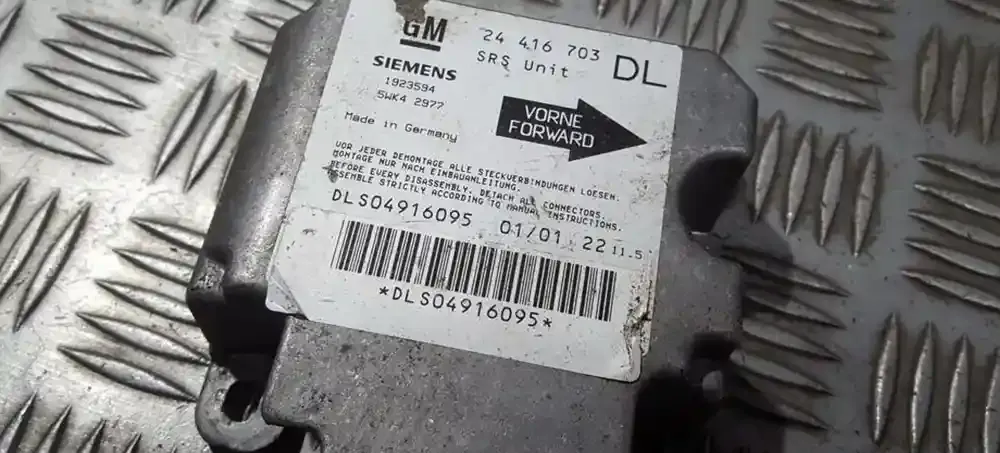 GM
24 416 703
SRS Unit
DL
SIEMENS
1923594
5WK4 2977
Made in Germany
VORNE
FORWARD
VOR JEDER DEMONTAGE ALLE STECKVERBINDUNGEN LOESEN.
MONTAGE NUR NACH EINBAUANLEITUNG.
BEFORE EVERY DISASSEMBLY, DETACH ALL CONNECTORS.
ASSEMBLE STRICTLY ACCORDING TO MANUAL INSTRUCTIONS.
DLS04916095 01/01 22 11.5
*DLS04916095*